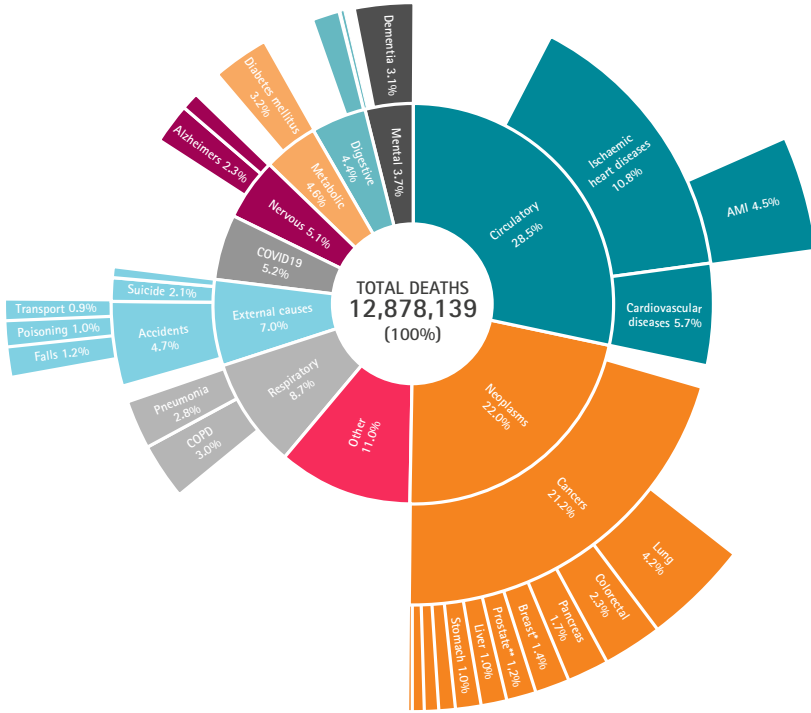 TOTAL DEATHS
12,878,139
(100%)
Circulatory
28.5%
Ischaemic
heart diseases
10.8%
AMI 4.5%
Cardiovascular
diseases 5.7%
Neoplasms
22.0%
Cancers
21.2%
Lung
4.2%
Colorectal
2.3%
Pancreas
1.7%
Breast* 1.4%
Prostate** 1,2%
Liver 1.0%
Stomach 1.0%
Other
11.0%
Respiratory
8.7%
COPD
3.0%
Pneumonia
2.8%
External causes
7.0%
Accidents
4.7%
Falls 1.2%
Poisoning 1.0%
Transport 0.9%
Suicide 2.1%
COVID19
5.2%
Nervous 5.1%
Alzheimers 2.3%
Metabolic
4.6%
Diabetes mellitus
3.2%
Digestive
4.4%
Mental 3.7%
Dementia 3.1%